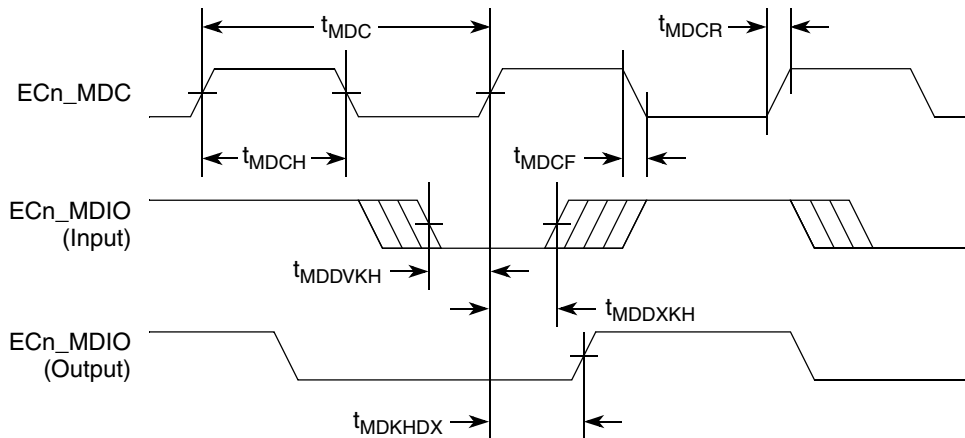 tMDC
tMDCR
ECn_MDC
tMDCH
tMDCF
ECn_MDIO
(Input)
tMDDVKH
tMDDXKH
ECn_MDIO
(Output)
tMDKHDX